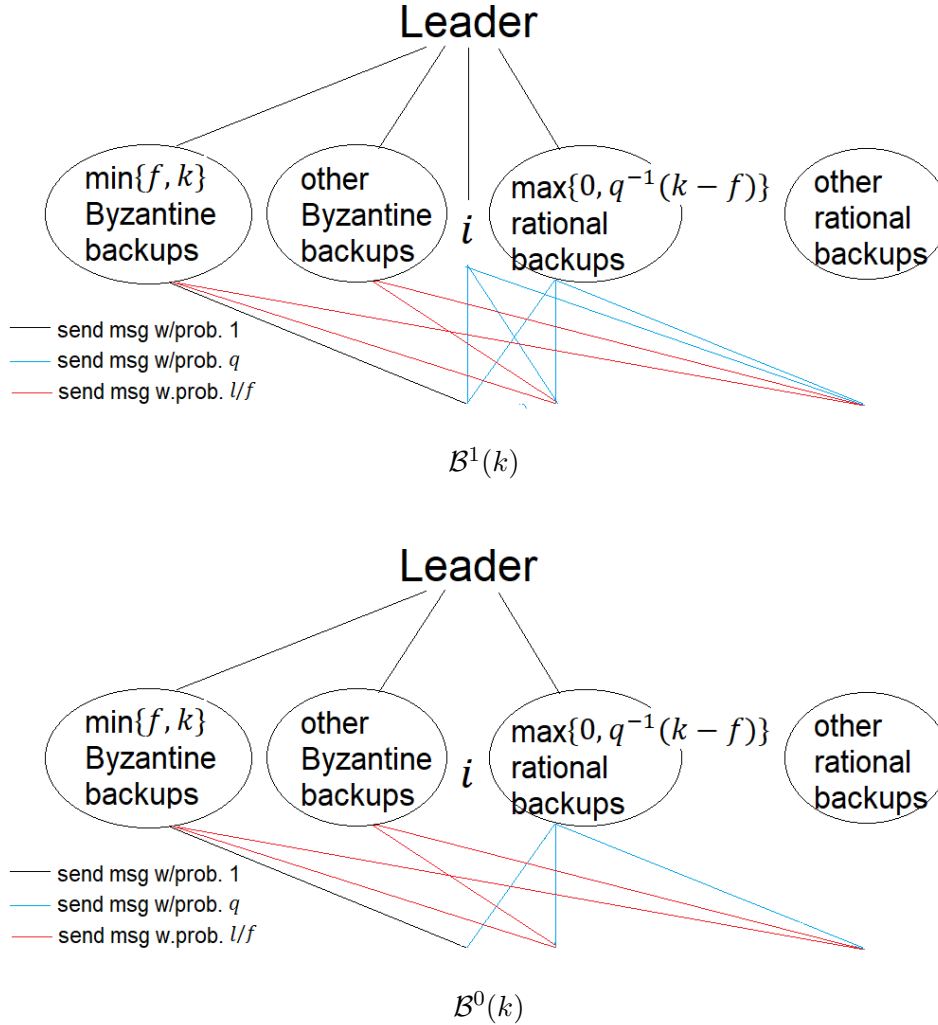 Leader
min{f, k}
Byzantine
backups
other
Byzantine
backups
i
max{0, q⁻¹(k − f)}
rational
backups
other
rational
backups
send msg w/prob. 1
send msg w/prob. q
send msg w.prob. l/f
ℬ¹(k)
Leader
min{f, k}
Byzantine
backups
other
Byzantine
backups
i
max{0, q⁻¹(k − f)}
rational
backups
other
rational
backups
send msg w/prob. 1
send msg w/prob. q
send msg w.prob. l/f
ℬ⁰(k)